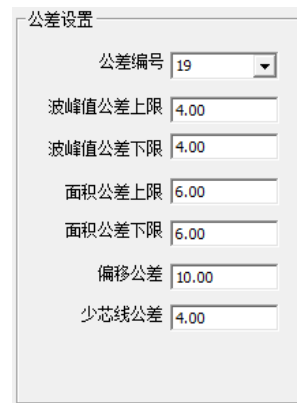 公差设置
公差编号 19
波峰值公差上限 4.00
波峰值公差下限 4.00
面积公差上限 6.00
面积公差下限 6.00
偏移公差 10.00
少芯线公差 4.00